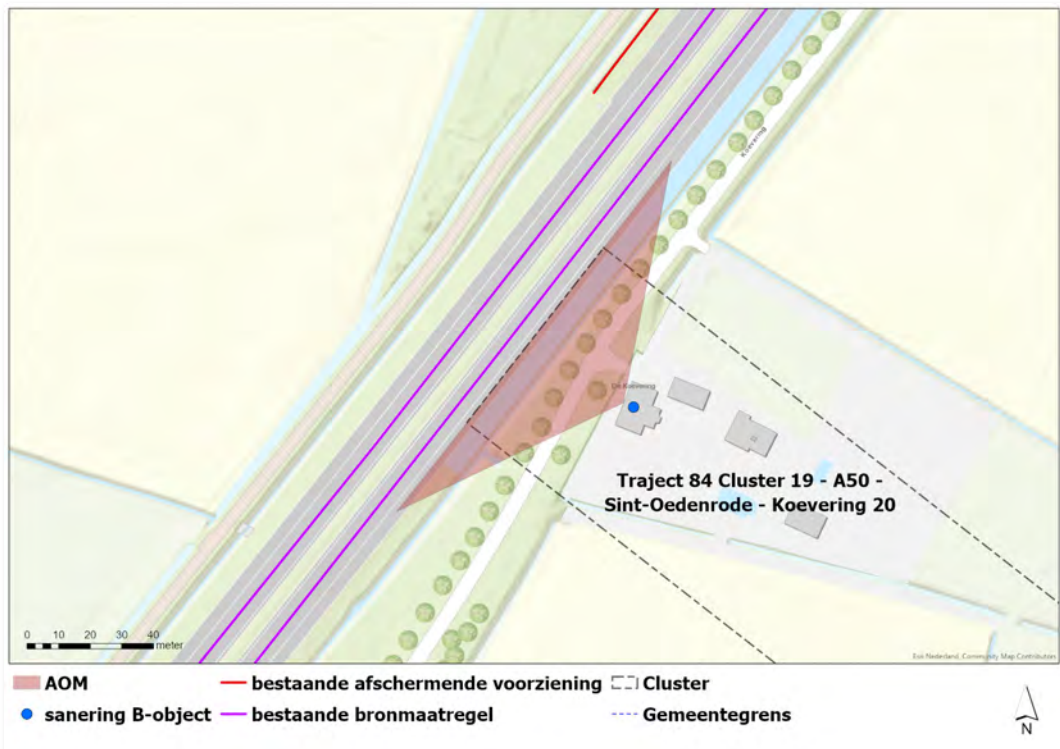 Koevering
De Koevering
Traject 84 Cluster 19 - A50 -
Sint-Oedenrode - Koevering 20
0 10 20 30 40
meter
Esri Nederland, Community Map Contributors
AOM
bestaande afschermende voorziening
Cluster
sanering B-object
bestaande bronmaatregel
Gemeentegrens
N